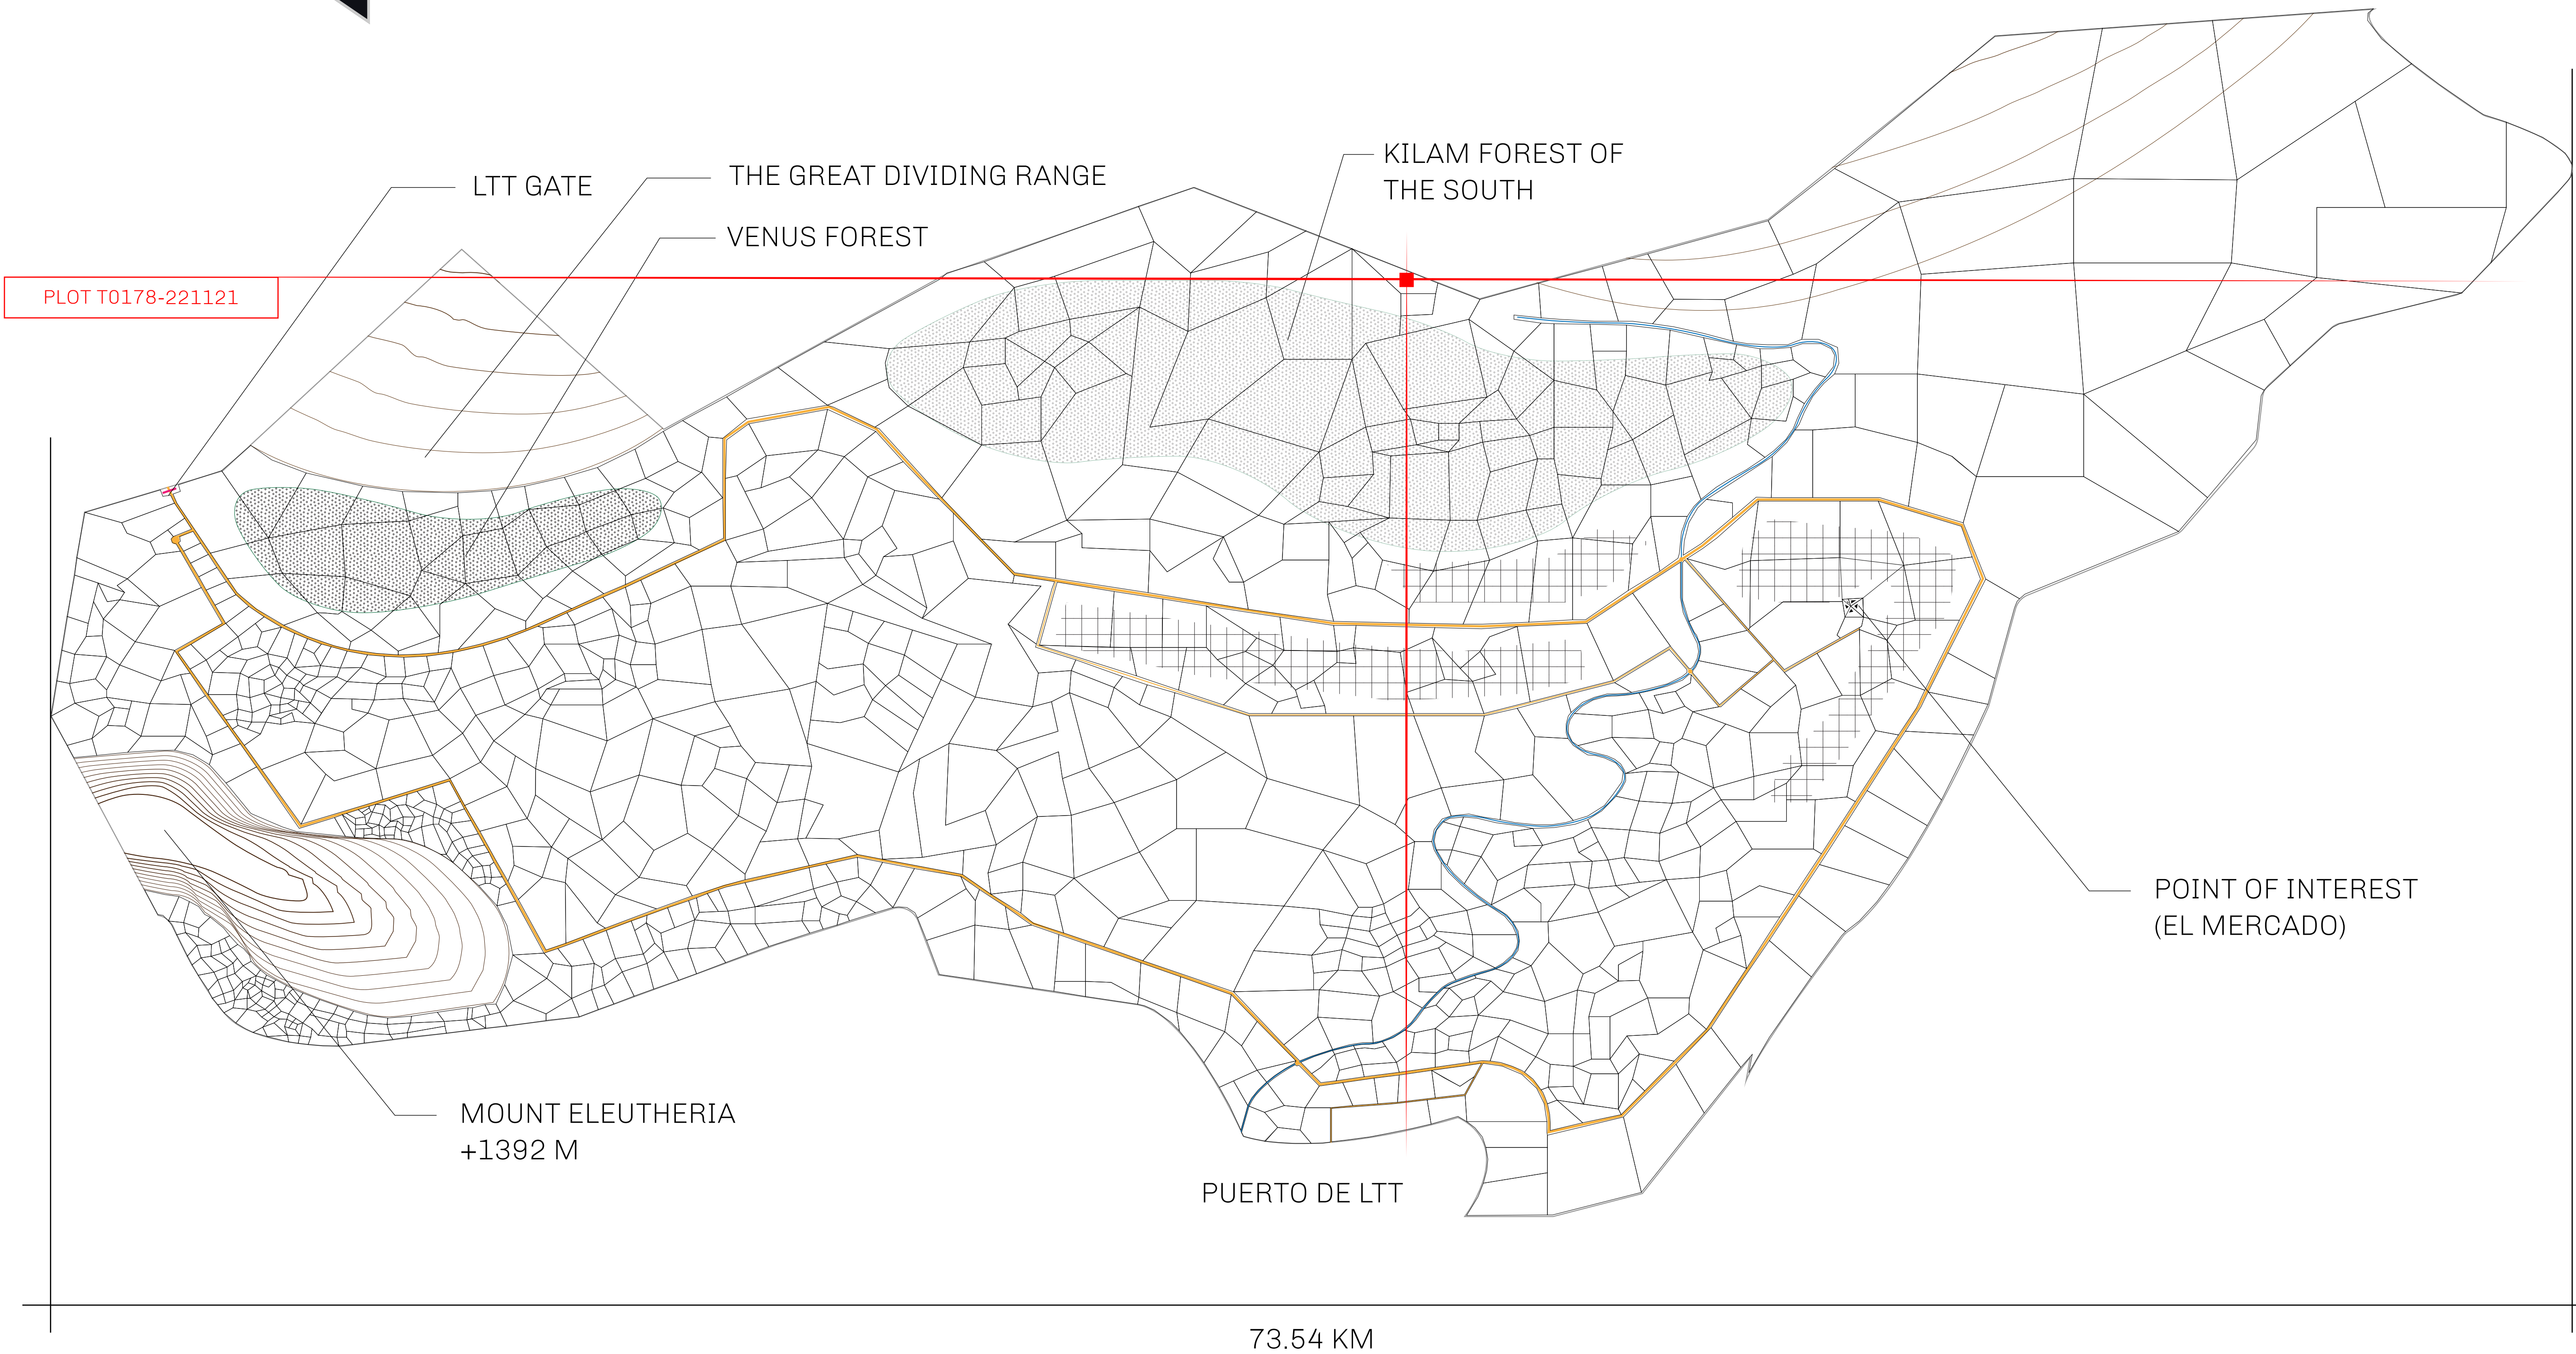 KILAM FOREST OF
THE SOUTH
LTT GATE
THE GREAT DIVIDING RANGE
VENUS FOREST
PLOT T0178-221121
POINT OF INTEREST
(EL MERCADO)
MOUNT ELEUTHERIA
+1392 M
PUERTO DE LTT
73.54 KM